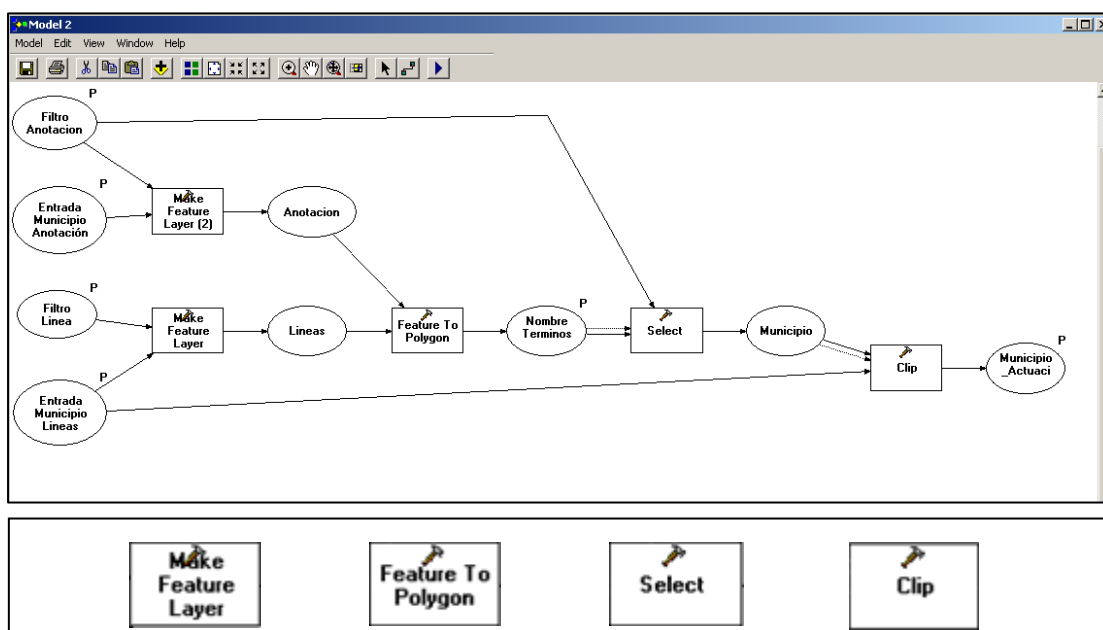 Model 2
Model Edit View Window Help
P
Filtro
Anotacion
P
Entrada
Municipio
Anotación
Make
Feature
Layer (2)
Anotacion
P
Filtro
Linea
Make
Feature
Layer
Lineas
Feature To
Polygon
P
Nombre
Terminos
Select
Municipio
Clip
P
Municipio
_Actuaci
P
Entrada
Municipio
Lineas
Make
Feature
Layer
Feature To
Polygon
Select
Clip